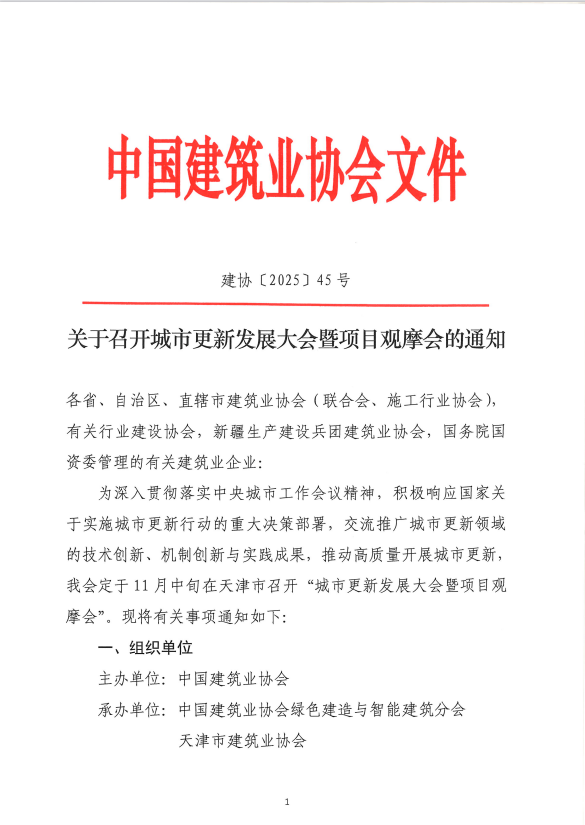 中国建筑业协会文件
建协〔2025〕45 号
关于召开城市更新发展大会暨项目观摩会的通知
各省、自治区、直辖市建筑业协会（联合会、施工行业协会），
有关行业建设协会，新疆生产建设兵团建筑业协会，国务院国
资委管理的有关建筑业企业：
为深入贯彻落实中央城市工作会议精神，积极响应国家关
于实施城市更新行动的重大决策部署，交流推广城市更新领域
的技术创新、机制创新与实践成果，推动高质量开展城市更新，
我会定于 11 月中旬在天津市召开“城市更新发展大会暨项目观
摩会”。现将有关事项通知如下：
一、组织单位
主办单位：中国建筑业协会
承办单位：中国建筑业协会绿色建造与智能建筑分会
天津市建筑业协会
1